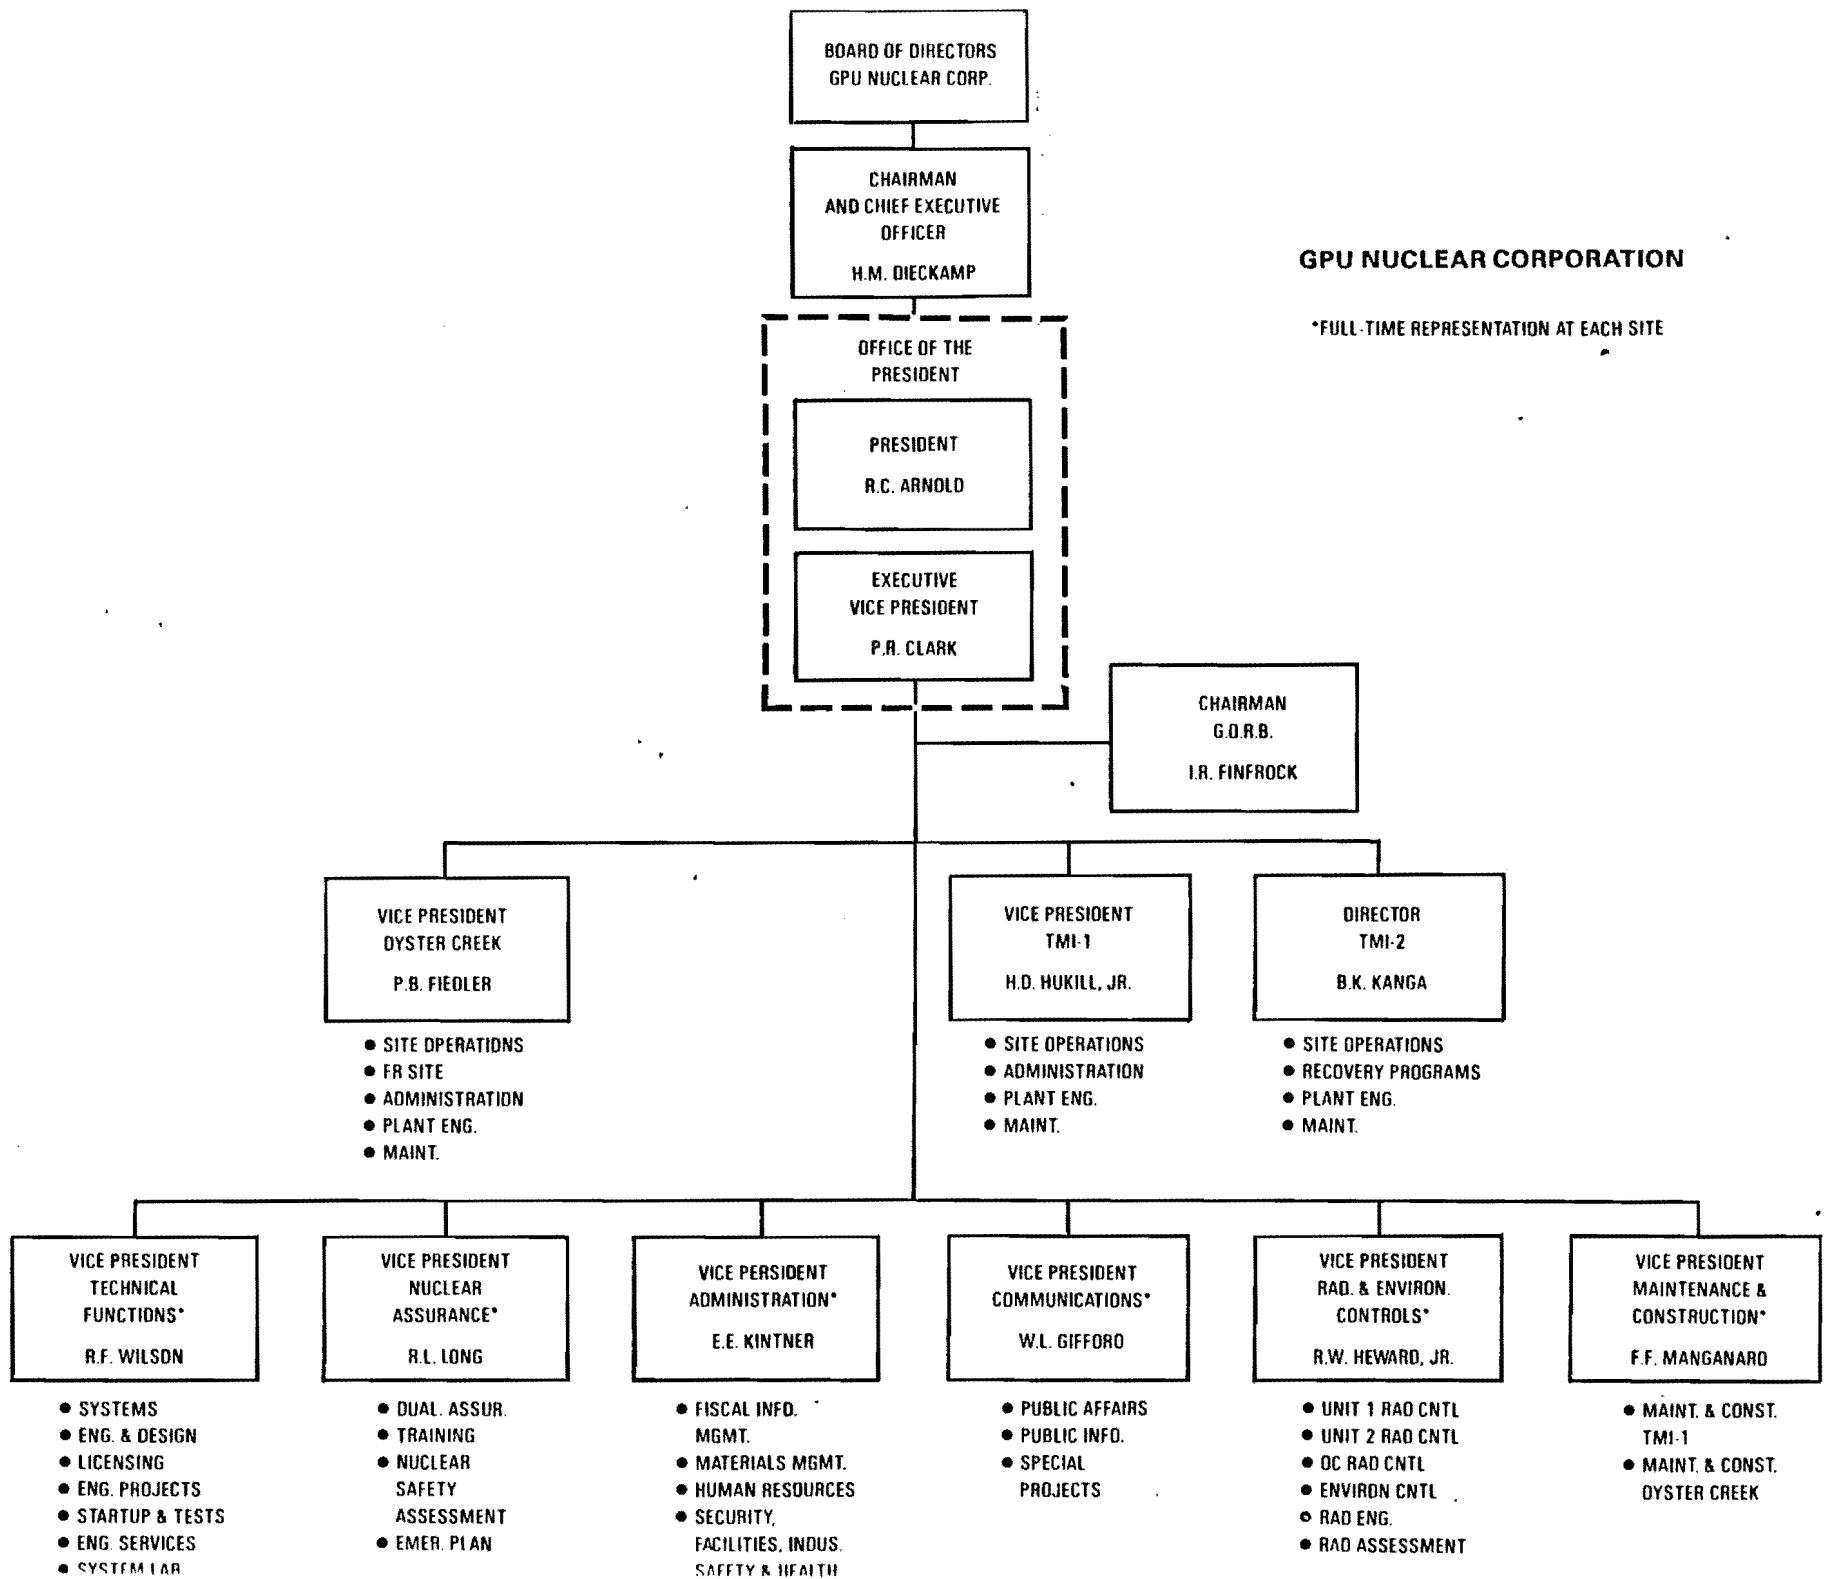 BOARD OF DIRECTORS
GPU NUCLEAR CORP.
CHAIRMAN
AND CHIEF EXECUTIVE
OFFICER
H.M. DIECKAMP
GPU NUCLEAR CORPORATION
*FULL-TIME REPRESENTATION AT EACH SITE
OFFICE OF THE
PRESIDENT
PRESIDENT
R.C. ARNOLD
EXECUTIVE
VICE PRESIDENT
P.R. CLARK
CHAIRMAN
G.O.R.B.
I.R. FINFROCK
VICE PRESIDENT
OYSTER CREEK
P.B. FIEDLER
● SITE OPERATIONS
● FR SITE
● ADMINISTRATION
● PLANT ENG.
● MAINT.
VICE PRESIDENT
TMI-1
H.D. HUKILL, JR.
● SITE OPERATIONS
● ADMINISTRATION
● PLANT ENG.
● MAINT.
DIRECTOR
TMI-2
B.K. KANGA
● SITE OPERATIONS
● RECOVERY PROGRAMS
● PLANT ENG.
● MAINT.
VICE PRESIDENT
TECHNICAL
FUNCTIONS*
R.F. WILSON
● SYSTEMS
● ENG. & DESIGN
● LICENSING
● ENG. PROJECTS
● STARTUP & TESTS
● ENG. SERVICES
● SYSTEM LAB
VICE PRESIDENT
NUCLEAR
ASSURANCE*
R.L. LONG
● QUAL. ASSUR.
● TRAINING
● NUCLEAR
SAFETY
ASSESSMENT
● EMER. PLAN
VICE PERSIDENT
ADMINISTRATION*
E.E. KINTNER
● FISCAL INFO.
MGMT.
● MATERIALS MGMT.
● HUMAN RESOURCES
● SECURITY,
FACILITIES, INDUS.
SAFETY & HEALTH
VICE PRESIDENT
COMMUNICATIONS*
W.L. GIFFORD
● PUBLIC AFFAIRS
● PUBLIC INFO.
● SPECIAL
PROJECTS
VICE PRESIDENT
RAD. & ENVIRON.
CONTROLS*
R.W. HEWARD, JR.
● UNIT 1 RAD CNTL
● UNIT 2 RAD CNTL
● OC RAD CNTL
● ENVIRON CNTL
● RAD ENG.
● RAD ASSESSMENT
VICE PRESIDENT
MAINTENANCE &
CONSTRUCTION*
F.F. MANGANARO
● MAINT. & CONST.
TMI-1
● MAINT. & CONST.
OYSTER CREEK